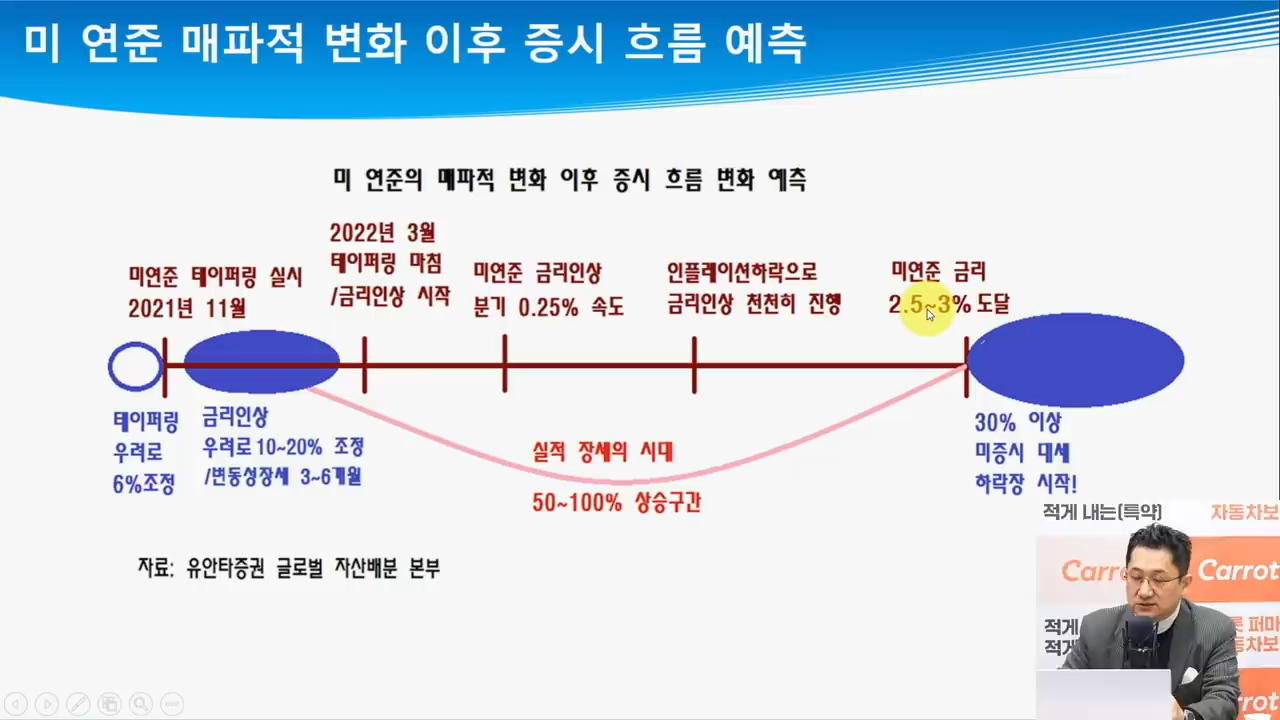 미 연준 매파적 변화 이후 증시 흐름 예측
미 연준의 매파적 변화 이후 증시 흐름 변화 예측
미연준 테이퍼링 실시
2021년 11월
2022년 3월
테이퍼링 마침
/금리인상 시작
미연준 금리인상
분기 0.25% 속도
인플레이션하락으로
금리인상 천천히 진행
미연준 금리
2.5~3% 도달
테이퍼링
우려로
6%조정
금리인상
우려로 10~20% 조정
/변동성장세 3~6개월
실적 장세의 시대
50~100% 상승구간
30% 이상
미증시 대세
하락장 시작!
자료: 유안타증권 글로벌 자산배분 본부
적게 내는(특약)
자동차보
Carr
Carrot
적게
퍼마
적게
동차보
rot